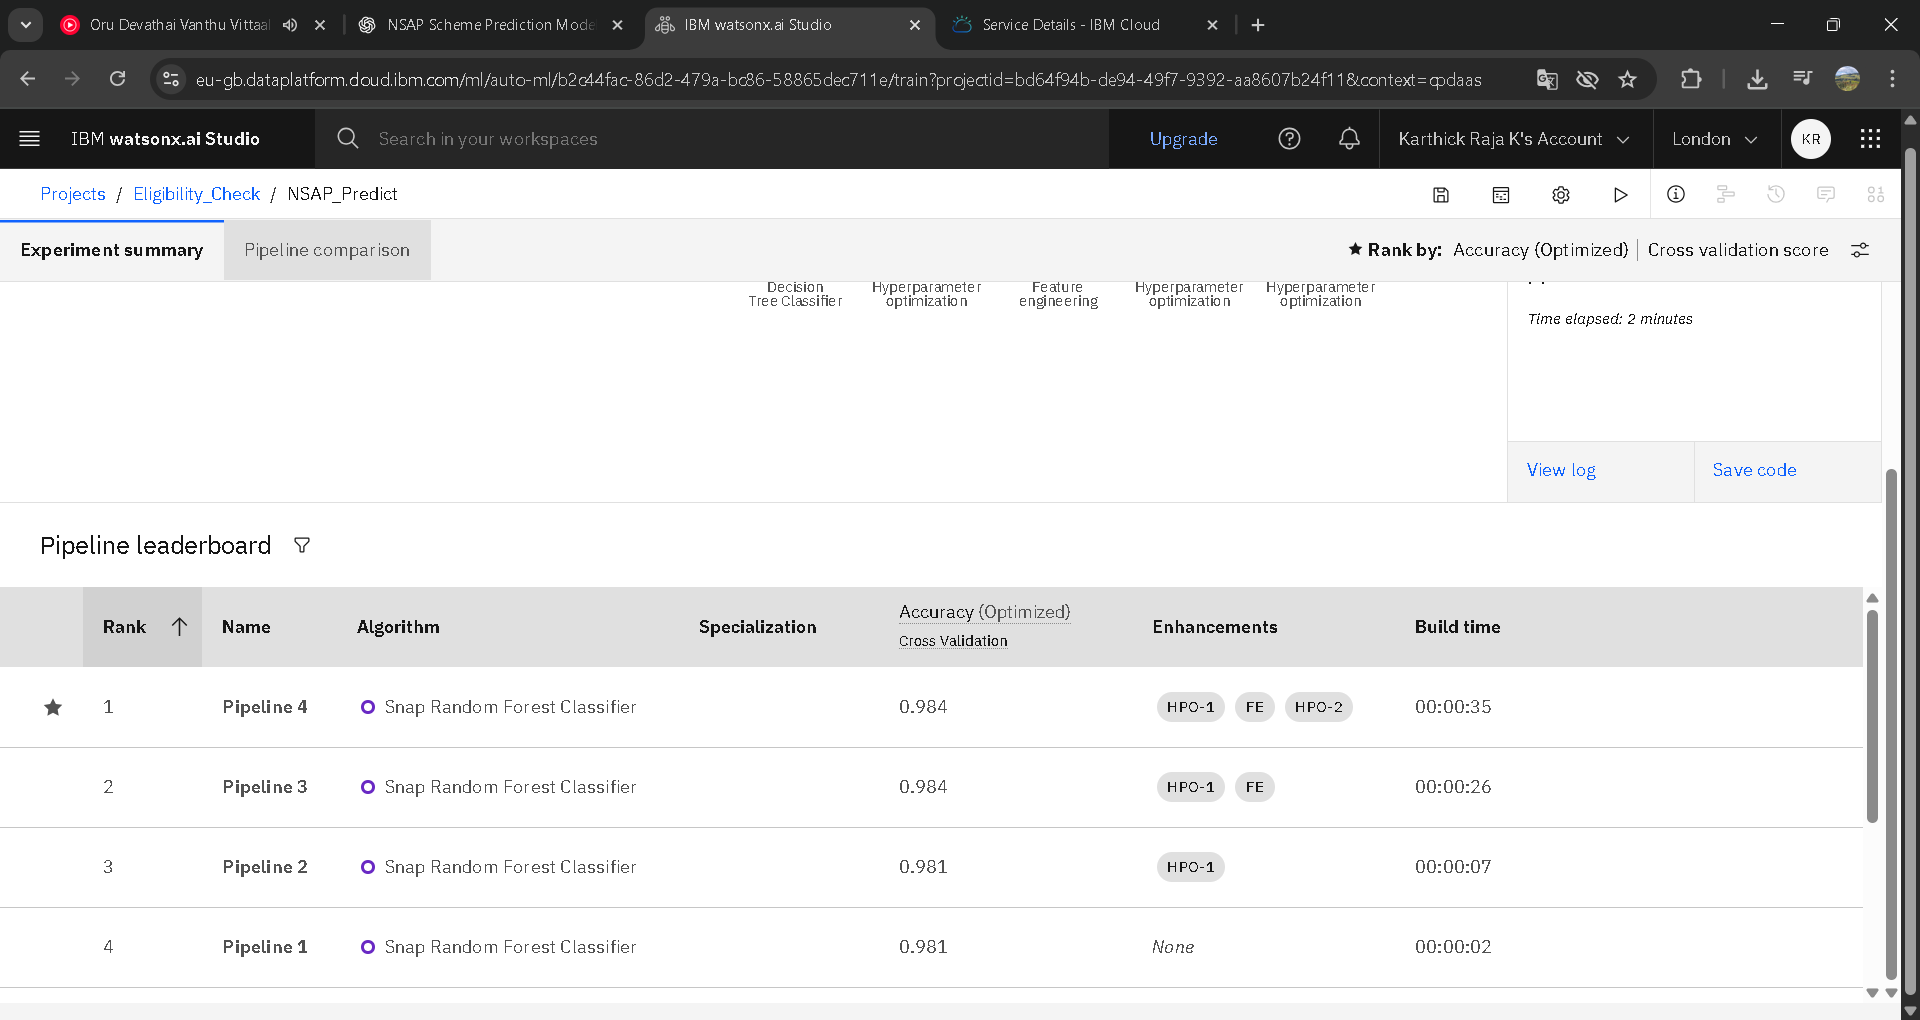 Oru Devathai Vanthu Vittaa
NSAP Scheme Prediction Mode
IBM watsonx.ai Studio
Service Details - IBM Cloud
eu-gb.dataplatform.cloud.ibm.com/ml/auto-ml/b2c44fac-86d2-479a-bc86-58865dec711e/train?projectid=bd64f94b-de94-49f7-9392-aa8607b24f11&context=cpdaas
IBM watsonx.ai Studio
Search in your workspaces
Upgrade
Karthick Raja K's Account
London
KR
Projects / Eligibility_Check / NSAP_Predict
Experiment summary
Pipeline comparison
Rank by: Accuracy (Optimized) | Cross validation score
Decision
Tree Classifier
Hyperparameter
optimization
Feature
engineering
Hyperparameter
optimization
Hyperparameter
optimization
Time elapsed: 2 minutes
View log
Save code
Pipeline leaderboard
Rank Name Algorithm Specialization Accuracy (Optimized) Enhancements Build time
Cross Validation
1 Pipeline 4 Snap Random Forest Classifier 0.984 HPO-1 FE HPO-2 00:00:35
2 Pipeline 3 Snap Random Forest Classifier 0.984 HPO-1 FE 00:00:26
3 Pipeline 2 Snap Random Forest Classifier 0.981 HPO-1 00:00:07
4 Pipeline 1 Snap Random Forest Classifier 0.981 None 00:00:02